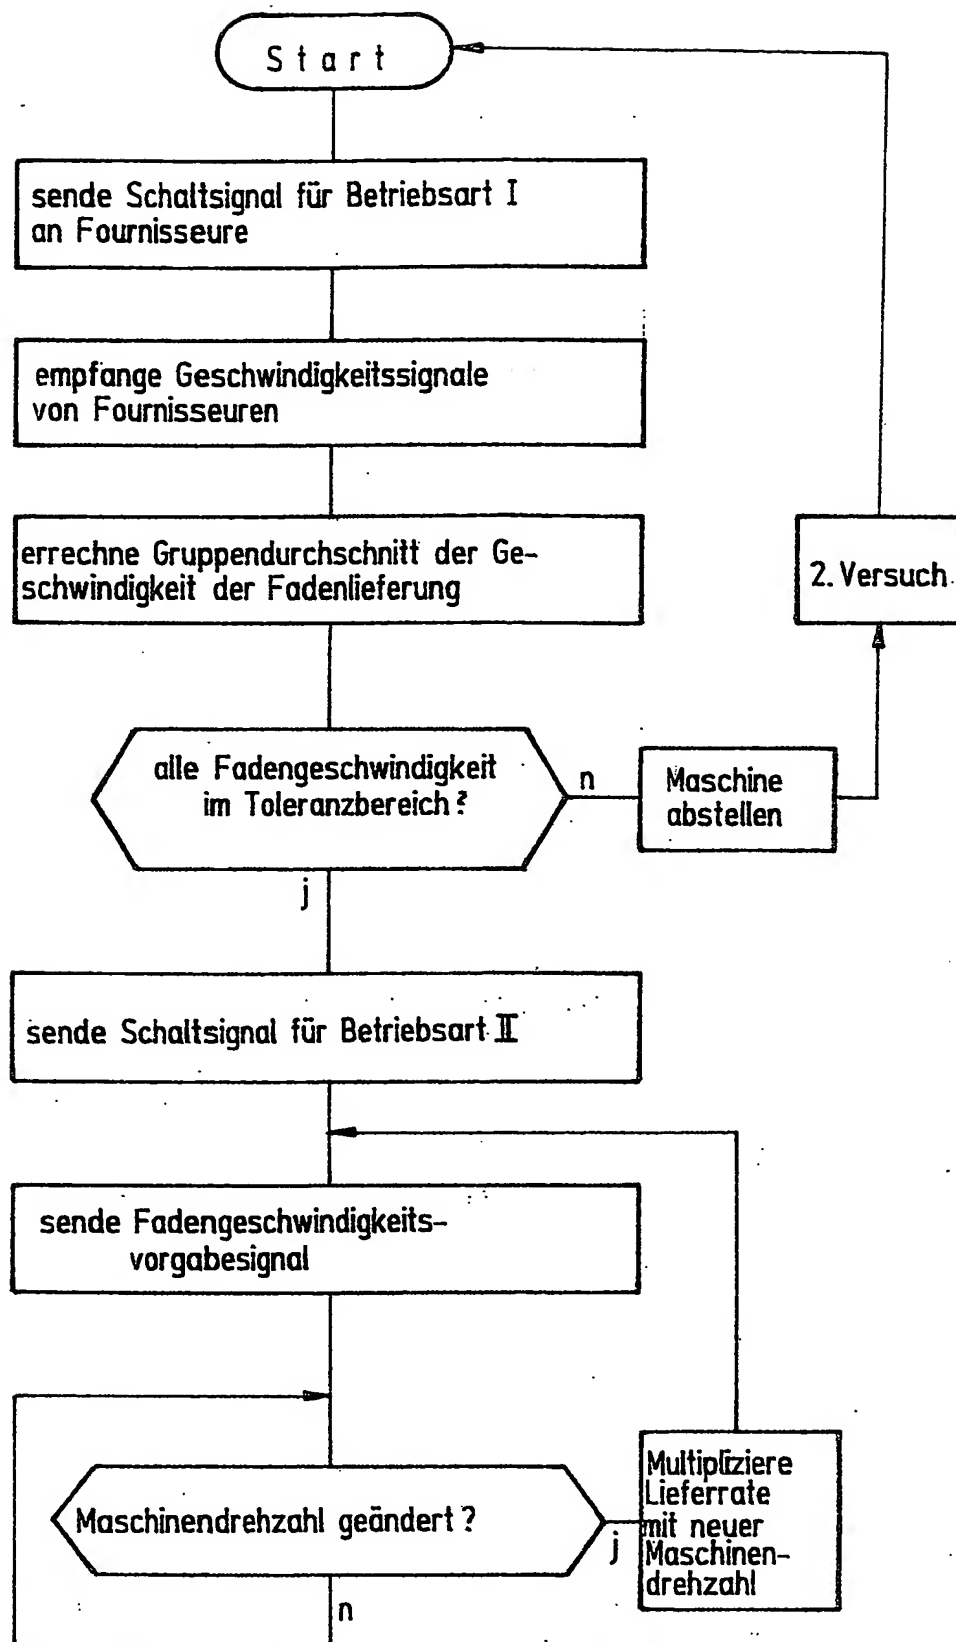 Start
sende Schaltsignal für Betriebsart I
an Fournisseure
empfange Geschwindigkeitssignale
von Fournisseuren
errechne Gruppendurchschnitt der Ge-
schwindigkeit der Fadenlieferung
2. Versuch
alle Fadengeschwindigkeit
im Toleranzbereich?
n
Maschine
abstellen
j
sende Schaltsignal für Betriebsart II
sende Fadengeschwindigkeits-
vorgabesignal
Maschinendrehzahl geändert?
j
Multipliziere
Lieferrate
mit neuer
Maschinen-
drehzahl
n